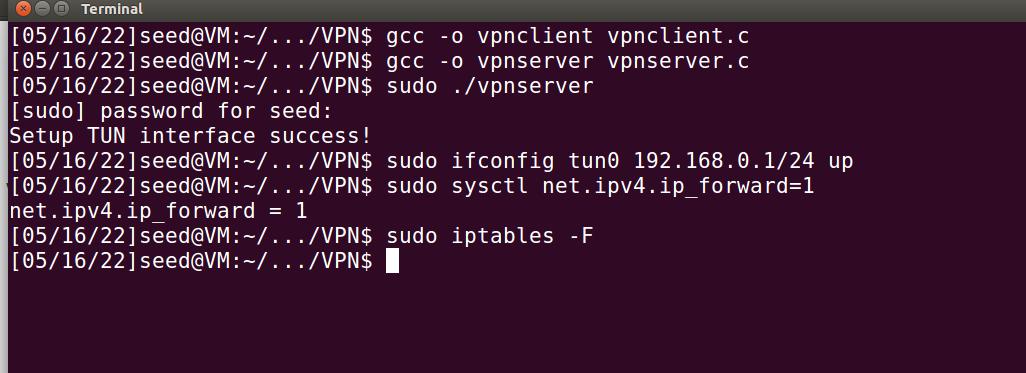 Terminal
[05/16/22]seed@VM:~/.../VPN$ gcc -o vpnclient vpnclient.c
[05/16/22]seed@VM:~/.../VPN$ gcc -o vpnserver vpnserver.c
[05/16/22]seed@VM:~/.../VPN$ sudo ./vpnserver
[sudo] password for seed:
Setup TUN interface success!
[05/16/22]seed@VM:~/.../VPN$ sudo ifconfig tun0 192.168.0.1/24 up
[05/16/22]seed@VM:~/.../VPN$ sudo sysctl net.ipv4.ip_forward=1
net.ipv4.ip_forward = 1
[05/16/22]seed@VM:~/.../VPN$ sudo iptables -F
[05/16/22]seed@VM:~/.../VPN$